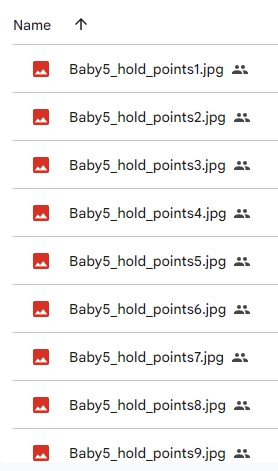 Name
Baby5_hold_points1.jpg
Baby5_hold_points2.jpg
Baby5_hold_points3.jpg
Baby5_hold_points4.jpg
Baby5_hold_points5.jpg
Baby5_hold_points6.jpg
Baby5_hold_points7.jpg
Baby5_hold_points8.jpg
Baby5_hold_points9.jpg